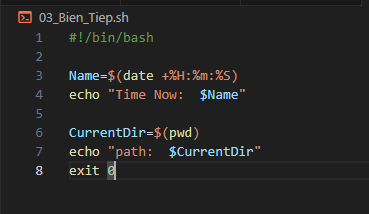 03_Bien_Tiep.sh
1 #!/bin/bash
2
3 Name=$(date +%H:%m:%S)
4 echo "Time Now:  $Name"
5
6 CurrentDir=$(pwd)
7 echo "path:  $CurrentDir"
8 exit 0